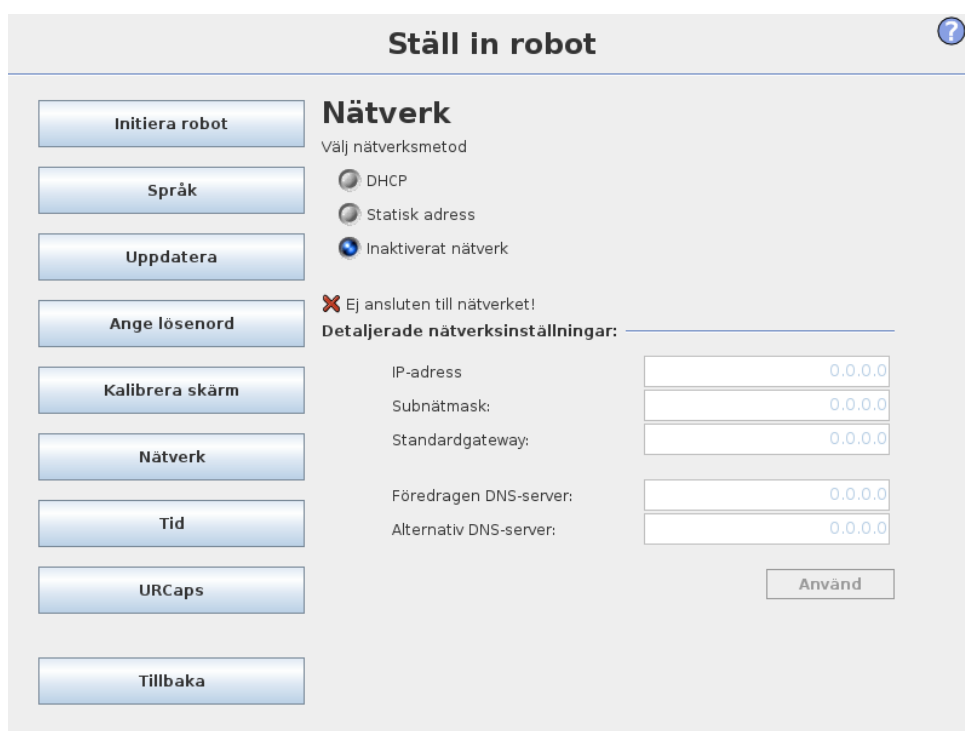 Ställ in robot
?
Initiera robot
Språk
Uppdatera
Ange lösenord
Kalibrera skärm
Nätverk
Tid
URCaps
Tillbaka
Nätverk
Välj nätverksmetod
DHCP
Statisk adress
Inaktiverat nätverk
Ej ansluten till nätverket!
Detaljerade nätverksinställningar:
IP-adress 0.0.0.0
Subnätmask: 0.0.0.0
Standardgateway: 0.0.0.0
Föredragen DNS-server: 0.0.0.0
Alternativ DNS-server: 0.0.0.0
Använd